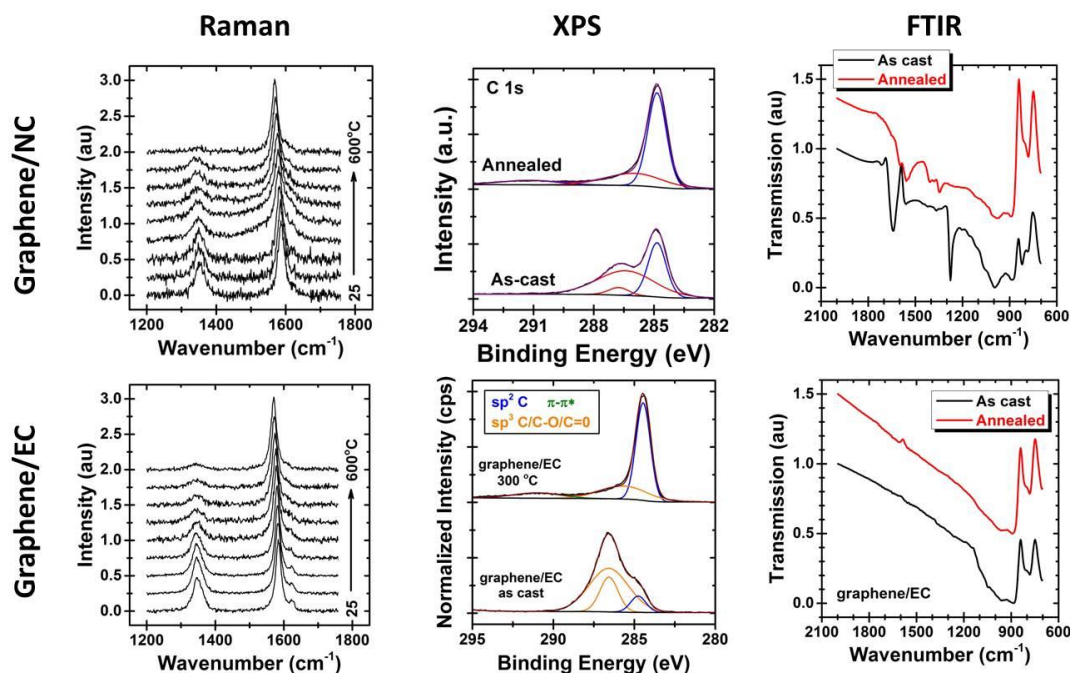 Raman
XPS
FTIR
Graphene/NC
Intensity (au)
3.0
2.5
2.0
1.5
1.0
0.5
0.0
600°C
25
1200 1400 1600 1800
Wavenumber (cm⁻¹)
Intensity (a.u.)
C 1s
Annealed
As-cast
294 291 288 285 282
Binding Energy (eV)
Transmission (au)
1.5
1.0
0.5
0.0
As cast
Annealed
2100 1800 1500 1200 900 600
Wavenumber (cm⁻¹)
Graphene/EC
Intensity (au)
3.0
2.5
2.0
1.5
1.0
0.5
0.0
600°C
25
1200 1400 1600 1800
Wavenumber (cm⁻¹)
Normalized Intensity (cps)
sp² C π-π*
sp³ C/C-O/C=0
graphene/EC
300 °C
graphene/EC
as cast
295 290 285 280
Binding Energy (eV)
Transmission (au)
1.5
1.0
0.5
0.0
As cast
Annealed
graphene/EC
2100 1800 1500 1200 900 600
Wavenumber (cm⁻¹)